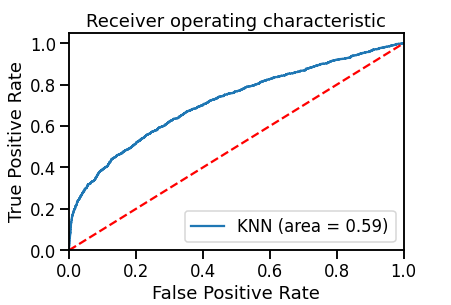 Receiver operating characteristic
True Positive Rate
1.0
0.8
0.6
0.4
0.2
0.0
KNN (area = 0.59)
0.0 0.2 0.4 0.6 0.8 1.0
False Positive Rate